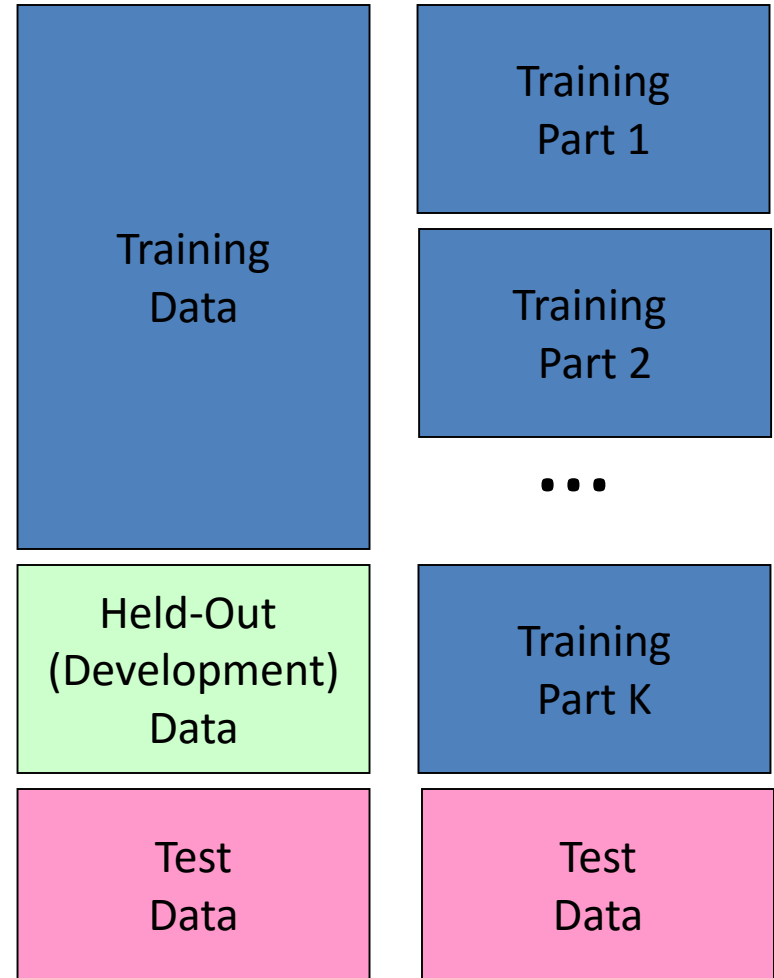 Training
Data
Held-Out
(Development)
Data
Test
Data
Training
Part 1
Training
Part 2
...
Training
Part K
Test
Data